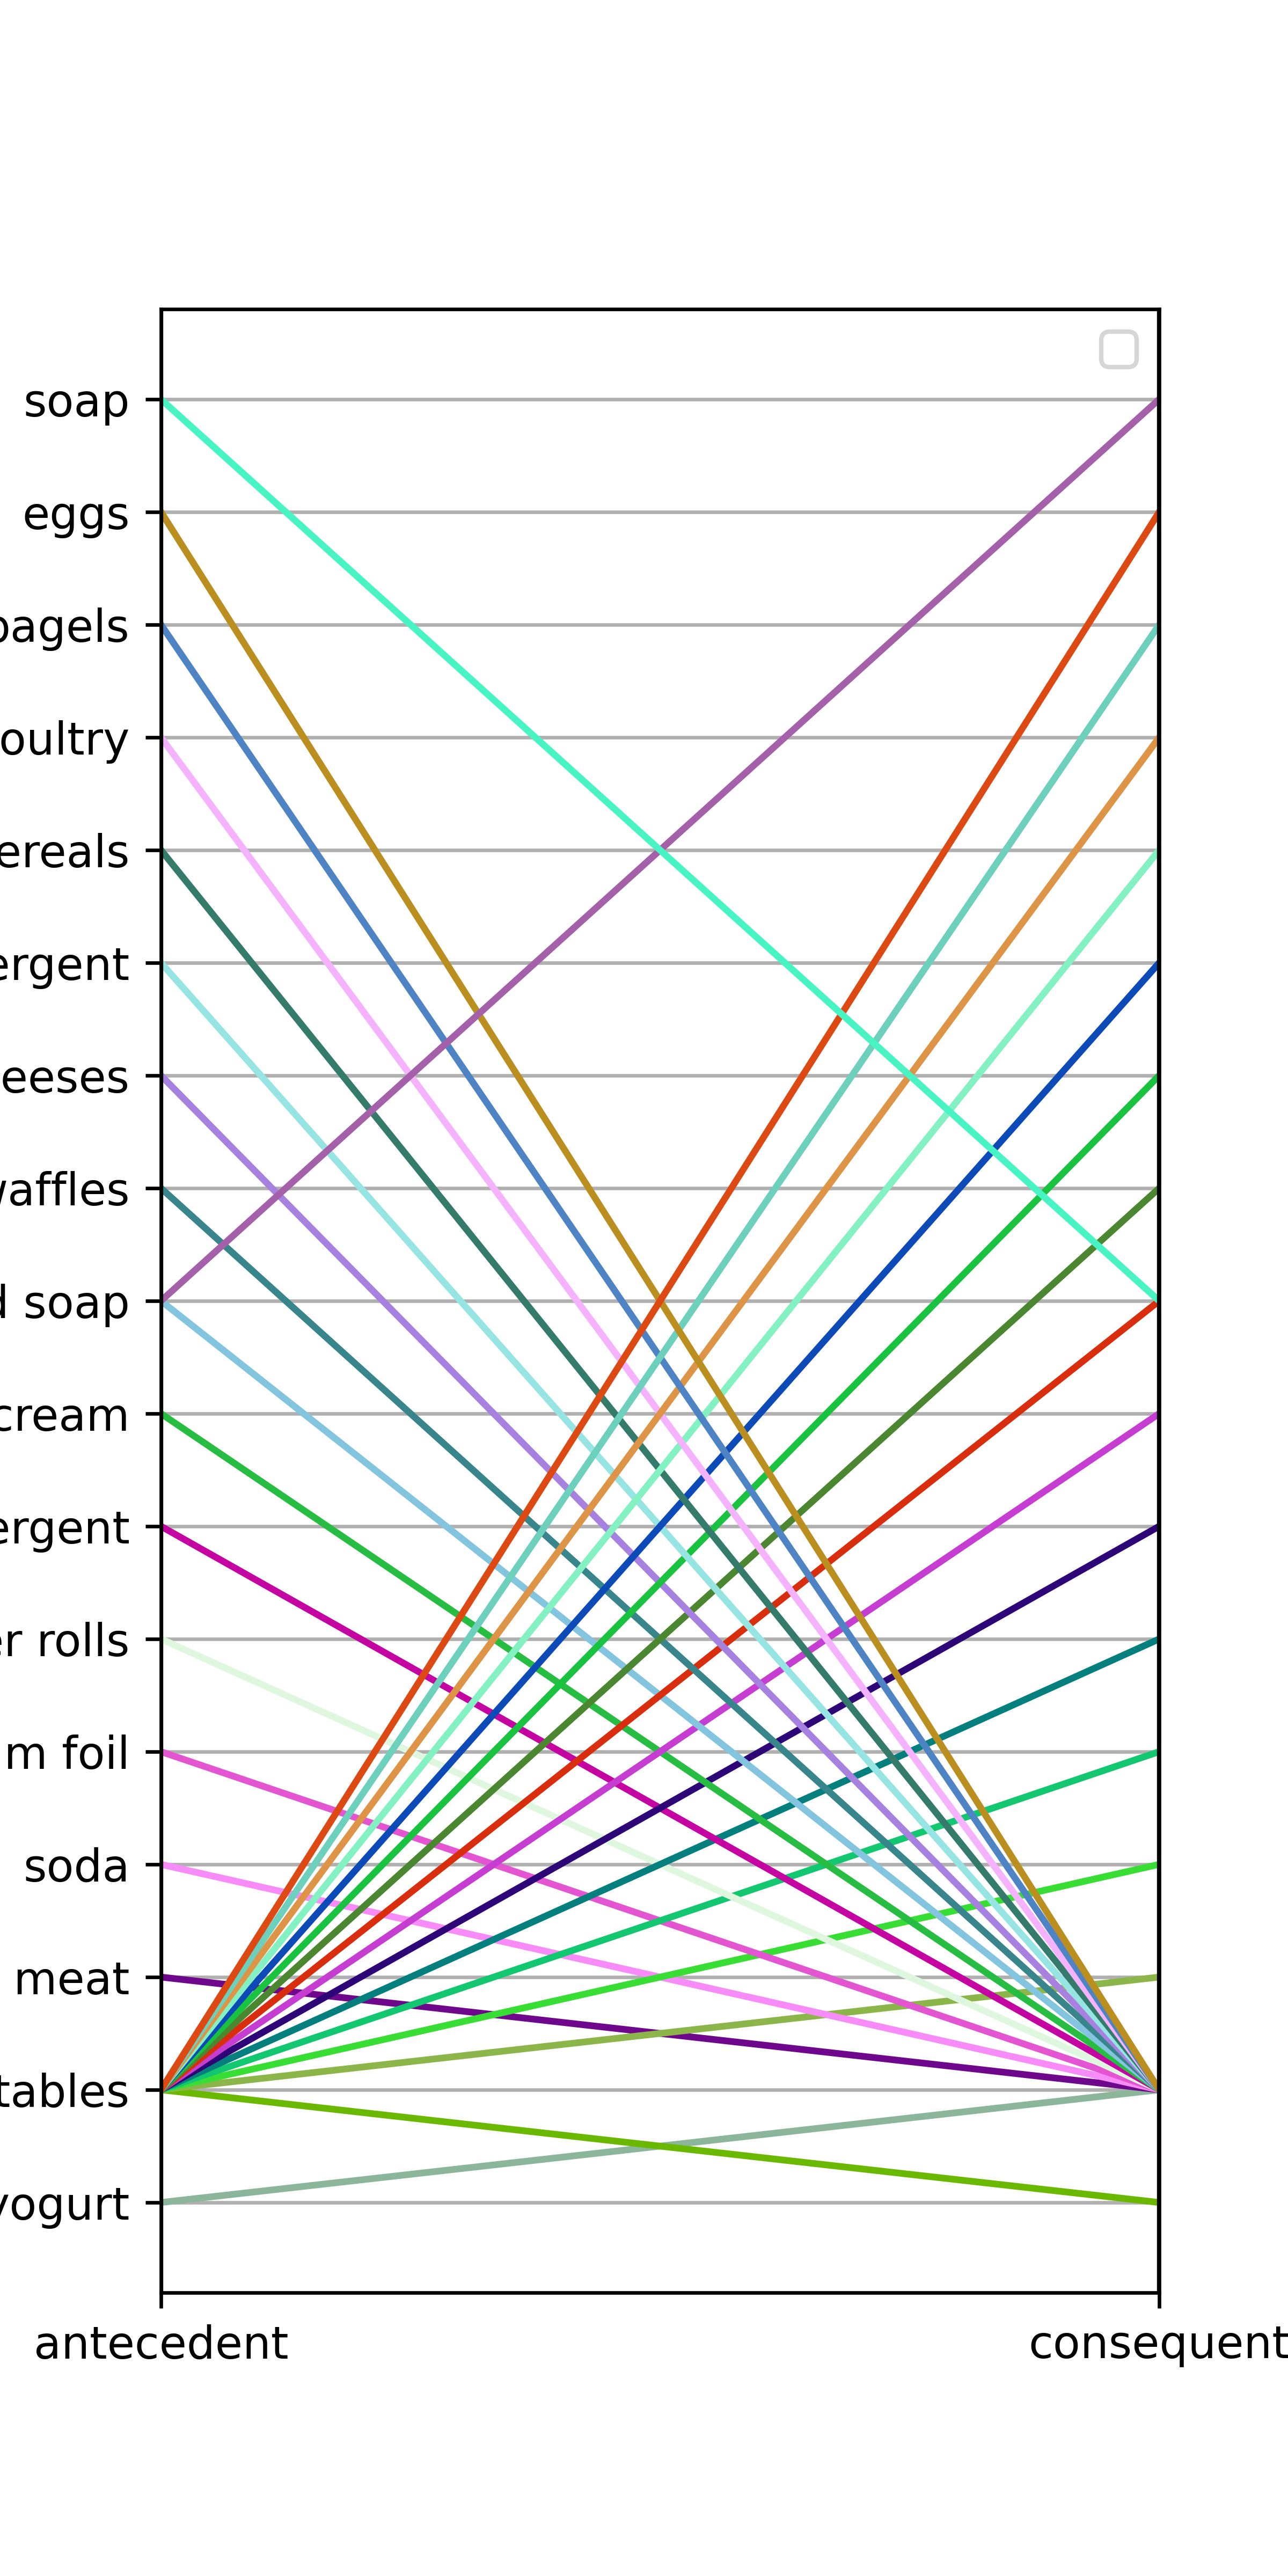 soap
eggs
bagels
oultry
ereals
ergent
eeses
waffles
d soap
cream
ergent
er rolls
m foil
soda
meat
tables
yogurt
antecedent
consequent